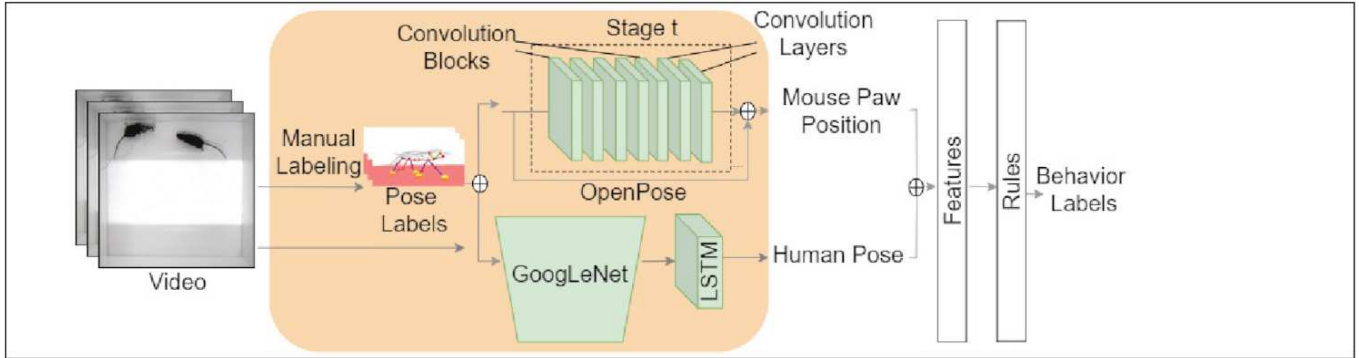 Stage t
Convolution
Blocks
Convolution
Layers
Manual
Labeling
Pose
Labels
OpenPose
Mouse Paw
Position
Features
Rules
Behavior
Labels
GoogLeNet
LSTM
Human Pose
Video